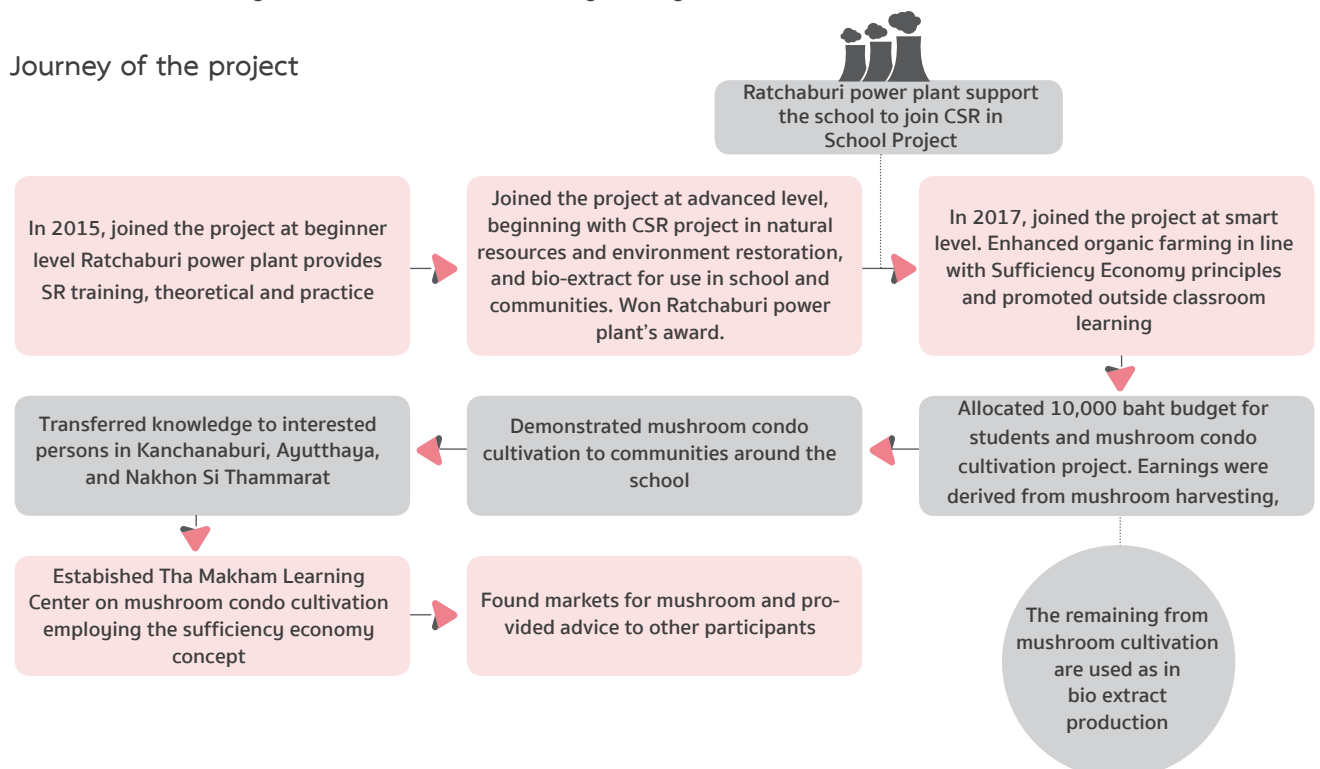 Journey of the project
Ratchaburi power plant support
the school to join CSR in
School Project
In 2015, joined the project at beginner
level Ratchaburi power plant provides
SR training, theoretical and practice
Joined the project at advanced level,
beginning with CSR project in natural
resources and environment restoration,
and bio-extract for use in school and
communities. Won Ratchaburi power
plant's award.
In 2017, joined the project at smart
level. Enhanced organic farming in line
with Sufficiency Economy principles
and promoted outside classroom
learning
Allocated 10,000 baht budget for
students and mushroom condo
cultivation project. Earnings were
derived from mushroom harvesting,
The remaining from
mushroom cultivation
are used as in
bio extract
production
Demonstrated mushroom condo
cultivation to communities around the
school
Transferred knowledge to interested
persons in Kanchanaburi, Ayutthaya,
and Nakhon Si Thammarat
Estabished Tha Makham Learning
Center on mushroom condo cultivation
employing the sufficiency economy
concept
Found markets for mushroom and pro-
vided advice to other participants